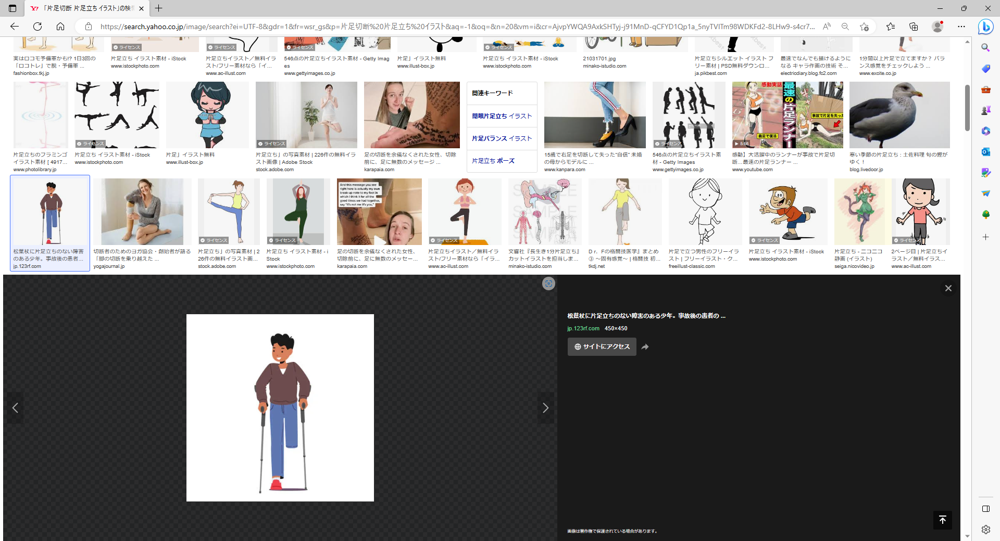 「片足切断 片足立ち イラスト」の検索
https://search.yahoo.co.jp/image/search?ei=UTF-8&gdr=1&fr=wsr_gs&p=片足切断%20片足立ち%20イラスト&aq=-1&oq=&n=20&vm=i&cr=AjvpYWQA9AxkSHTyj-j91MnD-qCFYD1Qp1a_5nyTVlTm98WDKFd2-8LHw9-s4cr7...
ライセンス
ライセンス
ライセンス
ライセンス
実はロコモ予備軍かも!? 1日3回の
「ロコトレ」で脱・予備軍 ...
fashionbox.tkj.jp
片足立ち イラスト素材 - iStock
www.istockphoto.com
片足立ちイラスト／無料イラ
スト/フリー素材なら「イ...
www.ac-illust.com
546点の片足立ちイラスト素材 - Getty Imag
es
www.gettyimages.co.jp
片足」イラスト無料
www.illust-box.jp
片足立ち イラスト素材 - iStock
www.istockphoto.com
21031701.jpg
minako-istudio.com
片足立ちシルエット イラスト フ
リー素材 | PSD無料ダウンロ...
ja.pikbest.com
最速でなんでも描けるように
なる キャラ作画の技術 そ...
electricdiary.blog.fc2.com
1分間以上片足で立てますか？ バラ
ンス感覚をチェックしよう ...
www.excite.co.jp
片足立ちのフラミンゴ
イラスト素材 [ 4917...
www.photolibrary.jp
ライセンス
片足立ち イラスト素材 - iStock
www.istockphoto.com
片足」イラスト無料
www.illust-box.jp
ライセンス
片足立ち」の写真素材 | 226件の無料イラ
スト画像 | Adobe Stock
stock.adobe.com
足の切断を余儀なくされた女性、切除
前に、足に無数のメッセージ ...
karapaia.com
関連キーワード
閉眼片足立ち イラスト
片足バランス イラスト
片足立ち ポーズ
15歳で右足を切断して失った“自信” 未婚
の母からモデルに ...
www.kanpara.com
ライセンス
546点の片足立ちイラスト素
材 - Getty Images
www.gettyimages.co.jp
感動実話
最速の片足ランナー
事故で片足を失った
義足で復活
5:56
感動】大活躍中のランナーが事故で片足切
断...最速の片足ランナー ...
www.youtube.com
寒い季節の片足立ち : 土佐料理 旬の鰹が
ゆく！
blog.livedoor.jp
松葉杖に片足立ちのない障害
のある少年。事故後の患者...
jp.123rf.com
切断者のためのヨガ協会・創始者が語る
「脚の切断を乗り越えた ...
yogajournal.jp
ライセンス
片足立ち」の写真素材 | 2
26件の無料イラスト画...
stock.adobe.com
ライセンス
片足立ち イラスト素材 - i
Stock
www.istockphoto.com
And this message you see
right here is actually my own
break-up note to my foot in
which I think it for all the
good times we had together,
say "it's not me it's you,"
足の切断を余儀なくされた女性、
切除前に、足に無数のメッセー...
karapaia.com
ライセンス
片足立ちイラスト／無料イラ
スト/フリー素材なら「イラ...
www.ac-illust.com
SAMPLE
SAMPLE
文響社『長生き1分片足立ち』
カットイラストを担当しま...
minako-istudio.com
Dｒ．Fの格闘技医学』まとめ
③ ～固有感覚～ | 格闘技 初...
tkdj.net
片足で立つ男性のフリーイラ
スト | フリーイラスト・ク...
freeillust-classic.com
ライセンス
片足立ち イラスト素材 - iStock
www.istockphoto.com
片足立ち - ニコニコ
静画 (イラスト)
seiga.nicovideo.jp
ライセンス
2ページ目 | 片足立ちイ
ラスト／無料イラス...
www.ac-illust.com
松葉杖に片足立ちのない障害のある少年。事故後の患者の ...
jp.123rf.com 450×450
サイトにアクセス
画像は著作権で保護されている場合があります。